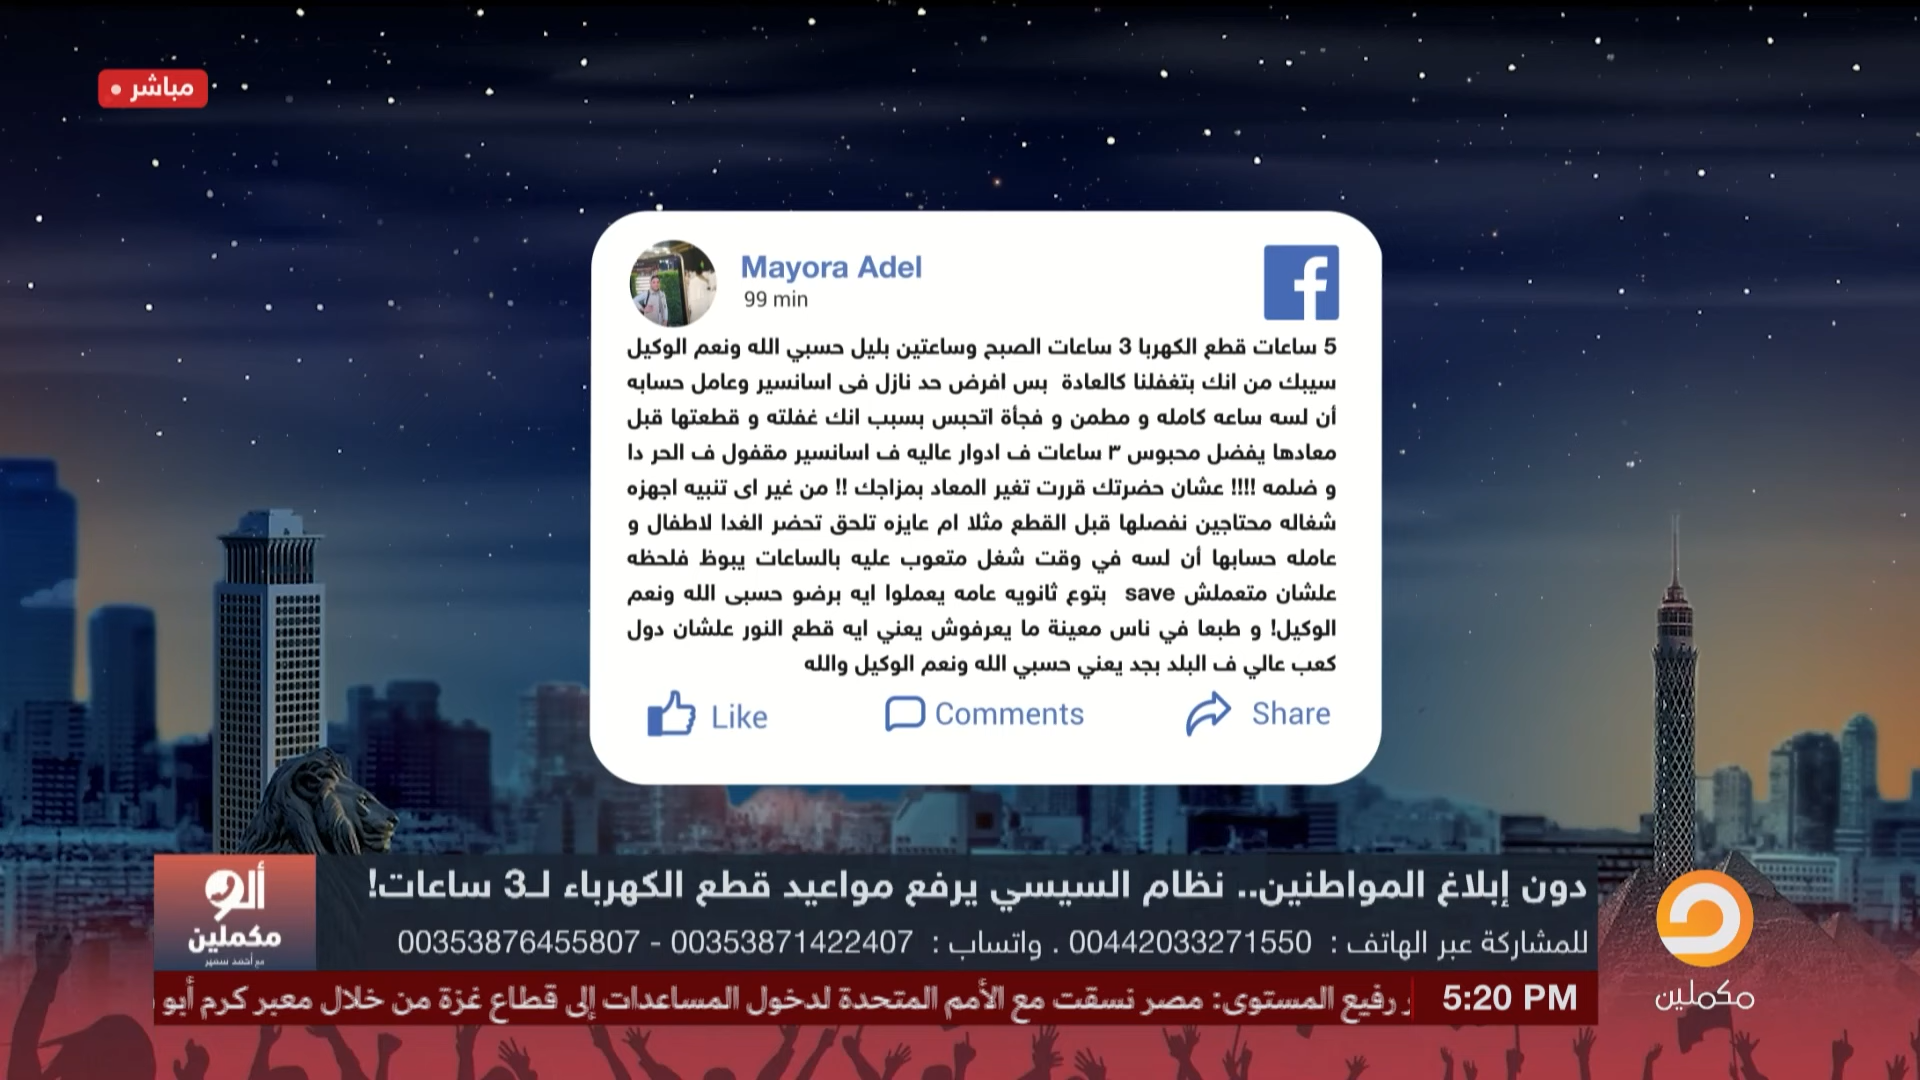 مباشر
Mayora Adel
99 min
5 ساعات قطع الكهربا 3 ساعات الصبح وساعتين بليل حسبي الله ونعم الوكيل
سيبك من انك بتغفلنا كالعادة بس افرض حد نازل فى اسانسير وعامل حسابه
أن لسه ساعه كامله و مطمن و فجأة اتحبس بسبب انك غفلته و قطعتها قبل
معادها يفضل محبوس ٣ ساعات ف ادوار عاليه ف اسانسير مقفول ف الحر دا
و ضلمه !!!! عشان حضرتك قررت تغير المعاد بمزاجك !! من غير اى تنبيه اجهزه
شغاله محتاجين نفصلها قبل القطع مثلا ام عايزه تلحق تحضر الغدا لاطفال و
عامله حسابها أن لسه في وقت شغل متعوب عليه بالساعات يبوظ فلحظه
علشان متعملش save بتوع ثانويه عامه يعملوا ايه برضو حسبى الله ونعم
الوكيل! و طبعا في ناس معينة ما يعرفوش يعني ايه قطع النور علشان دول
كعب عالي ف البلد بجد يعني حسبي الله ونعم الوكيل والله
Like
Comments
Share
دون إبلاغ المواطنين.. نظام السيسي يرفع مواعيد قطع الكهرباء لـ3 ساعات!
للمشاركة عبر الهاتف : 00442033271550 . واتساب : 00353871422407 - 00353876455807
ألو
مكملين
مع أحمد سمير
5:20 PM
ر رفيع المستوى: مصر نسقت مع الأمم المتحدة لدخول المساعدات إلى قطاع غزة من خلال معبر كرم أبو
مكملين